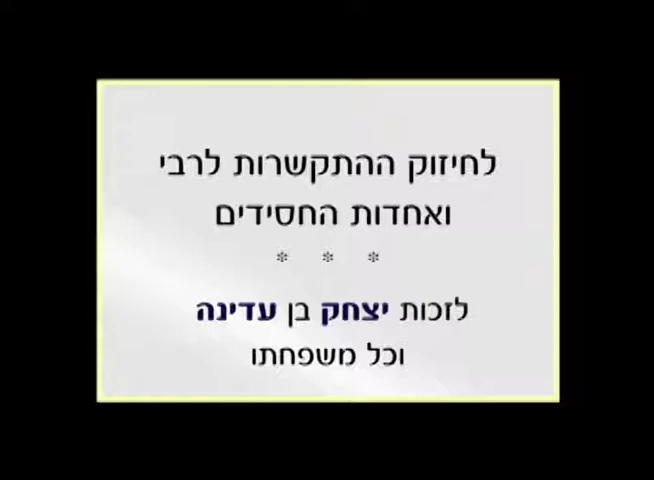 לחיזוק ההתקשרות לרבי
ואחדות החסידים
* * *
לזכות יצחק בן עדינה
וכל משפחתו